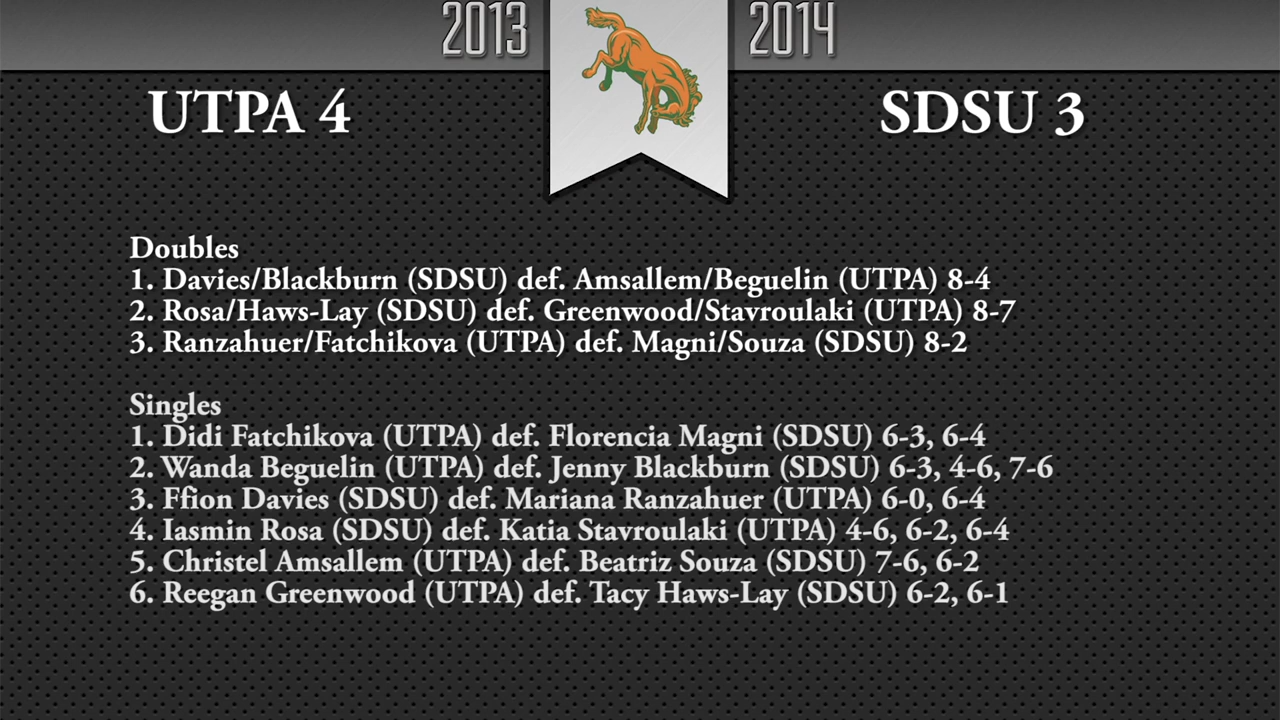 2013 2014
UTPA 4 SDSU 3
Doubles
1. Davies/Blackburn (SDSU) def. Amsallem/Beguelin (UTPA) 8-4
2. Rosa/Haws-Lay (SDSU) def. Greenwood/Stavroulaki (UTPA) 8-7
3. Ranzahuer/Fatchikova (UTPA) def. Magni/Souza (SDSU) 8-2
Singles
1. Didi Fatchikova (UTPA) def. Florencia Magni (SDSU) 6-3, 6-4
2. Wanda Beguelin (UTPA) def. Jenny Blackburn (SDSU) 6-3, 4-6, 7-6
3. Ffion Davies (SDSU) def. Mariana Ranzahuer (UTPA) 6-0, 6-4
4. Iasmin Rosa (SDSU) def. Katia Stavroulaki (UTPA) 4-6, 6-2, 6-4
5. Christel Amsallem (UTPA) def. Beatriz Souza (SDSU) 7-6, 6-2
6. Reegan Greenwood (UTPA) def. Tacy Haws-Lay (SDSU) 6-2, 6-1